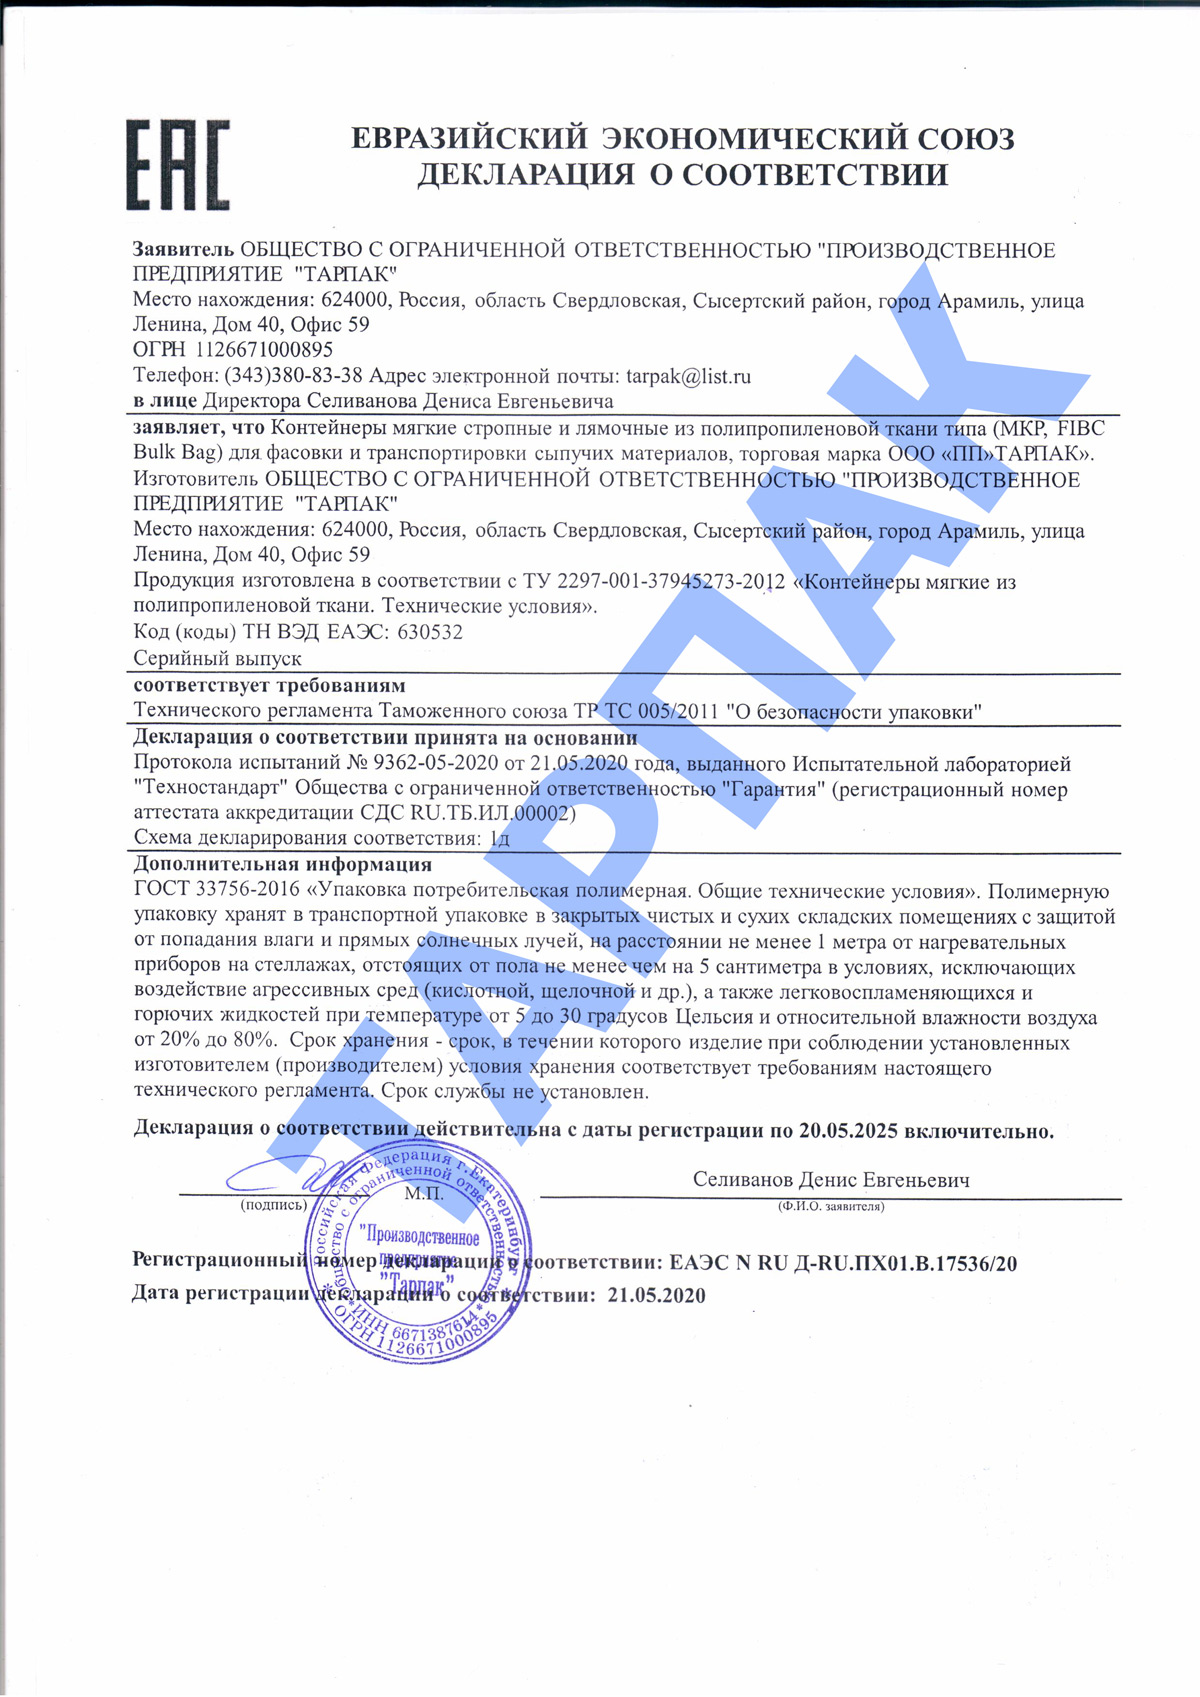 ЕАС
ЕВРАЗИЙСКИЙ ЭКОНОМИЧЕСКИЙ СОЮЗ
ДЕКЛАРАЦИЯ О СООТВЕТСТВИИ
Заявитель ОБЩЕСТВО С ОГРАНИЧЕННОЙ ОТВЕТСТВЕННОСТЬЮ "ПРОИЗВОДСТВЕННОЕ
ПРЕДПРИЯТИЕ "ТАРПАК"
Место нахождения: 624000, Россия, область Свердловская, Сысертский район, город Арамиль, улица
Ленина, Дом 40, Офис 59
ОГРН 1126671000895
Телефон: (343)380-83-38 Адрес электронной почты: tarpak@list.ru
в лице Директора Селиванова Дениса Евгеньевича
заявляет, что Контейнеры мягкие стропные и лямочные из полипропиленовой ткани типа (МКР, FIBC
Bulk Bag) для фасовки и транспортировки сыпучих материалов, торговая марка ООО «ПП»ТАРПАК».
Изготовитель ОБЩЕСТВО С ОГРАНИЧЕННОЙ ОТВЕТСТВЕННОСТЬЮ "ПРОИЗВОДСТВЕННОЕ
ПРЕДПРИЯТИЕ "ТАРПАК"
Место нахождения: 624000, Россия, область Свердловская, Сысертский район, город Арамиль, улица
Ленина, Дом 40, Офис 59
Продукция изготовлена в соответствии с ТУ 2297-001-37945273-2012 «Контейнеры мягкие из
полипропиленовой ткани. Технические условия».
Код (коды) ТН ВЭД ЕАЭС: 630532
Серийный выпуск
соответствует требованиям
Технического регламента Таможенного союза ТР ТС 005/2011 "О безопасности упаковки"
Декларация о соответствии принята на основании
Протокола испытаний № 9362-05-2020 от 21.05.2020 года, выданного Испытательной лабораторией
"Техностандарт" Общества с ограниченной ответственностью "Гарантия" (регистрационный номер
аттестата аккредитации СДС RU.ТБ.ИЛ.00002)
Схема декларирования соответствия: 1д
Дополнительная информация
ГОСТ 33756-2016 «Упаковка потребительская полимерная. Общие технические условия». Полимерную
упаковку хранят в транспортной упаковке в закрытых чистых и сухих складских помещениях с защитой
от попадания влаги и прямых солнечных лучей, на расстоянии не менее 1 метра от нагревательных
приборов на стеллажах, отстоящих от пола не менее чем на 5 сантиметра в условиях, исключающих
воздействие агрессивных сред (кислотной, щелочной и др.), а также легковоспламеняющихся и
горючих жидкостей при температуре от 5 до 30 градусов Цельсия и относительной влажности воздуха
от 20% до 80%. Срок хранения - срок, в течении которого изделие при соблюдении установленных
изготовителем (производителем) условия хранения соответствует требованиям настоящего
технического регламента. Срок службы не установлен.
Декларация о соответствии действительна с даты регистрации по 20.05.2025 включительно.
Селиванов Денис Евгеньевич
(подпись)
М.П.
(Ф.И.О. заявителя)
Российская Федерация г.Екатеринбург
Общество с ограниченной ответственностью
"Производственное
предприятие
"Тарпак"
ИНН 6671387614
ОГРН 1126671000895
Регистрационный номер декларации о соответствии: ЕАЭС N RU Д-RU.ПХ01.В.17536/20
Дата регистрации декларации о соответствии: 21.05.2020
ТАРПАК